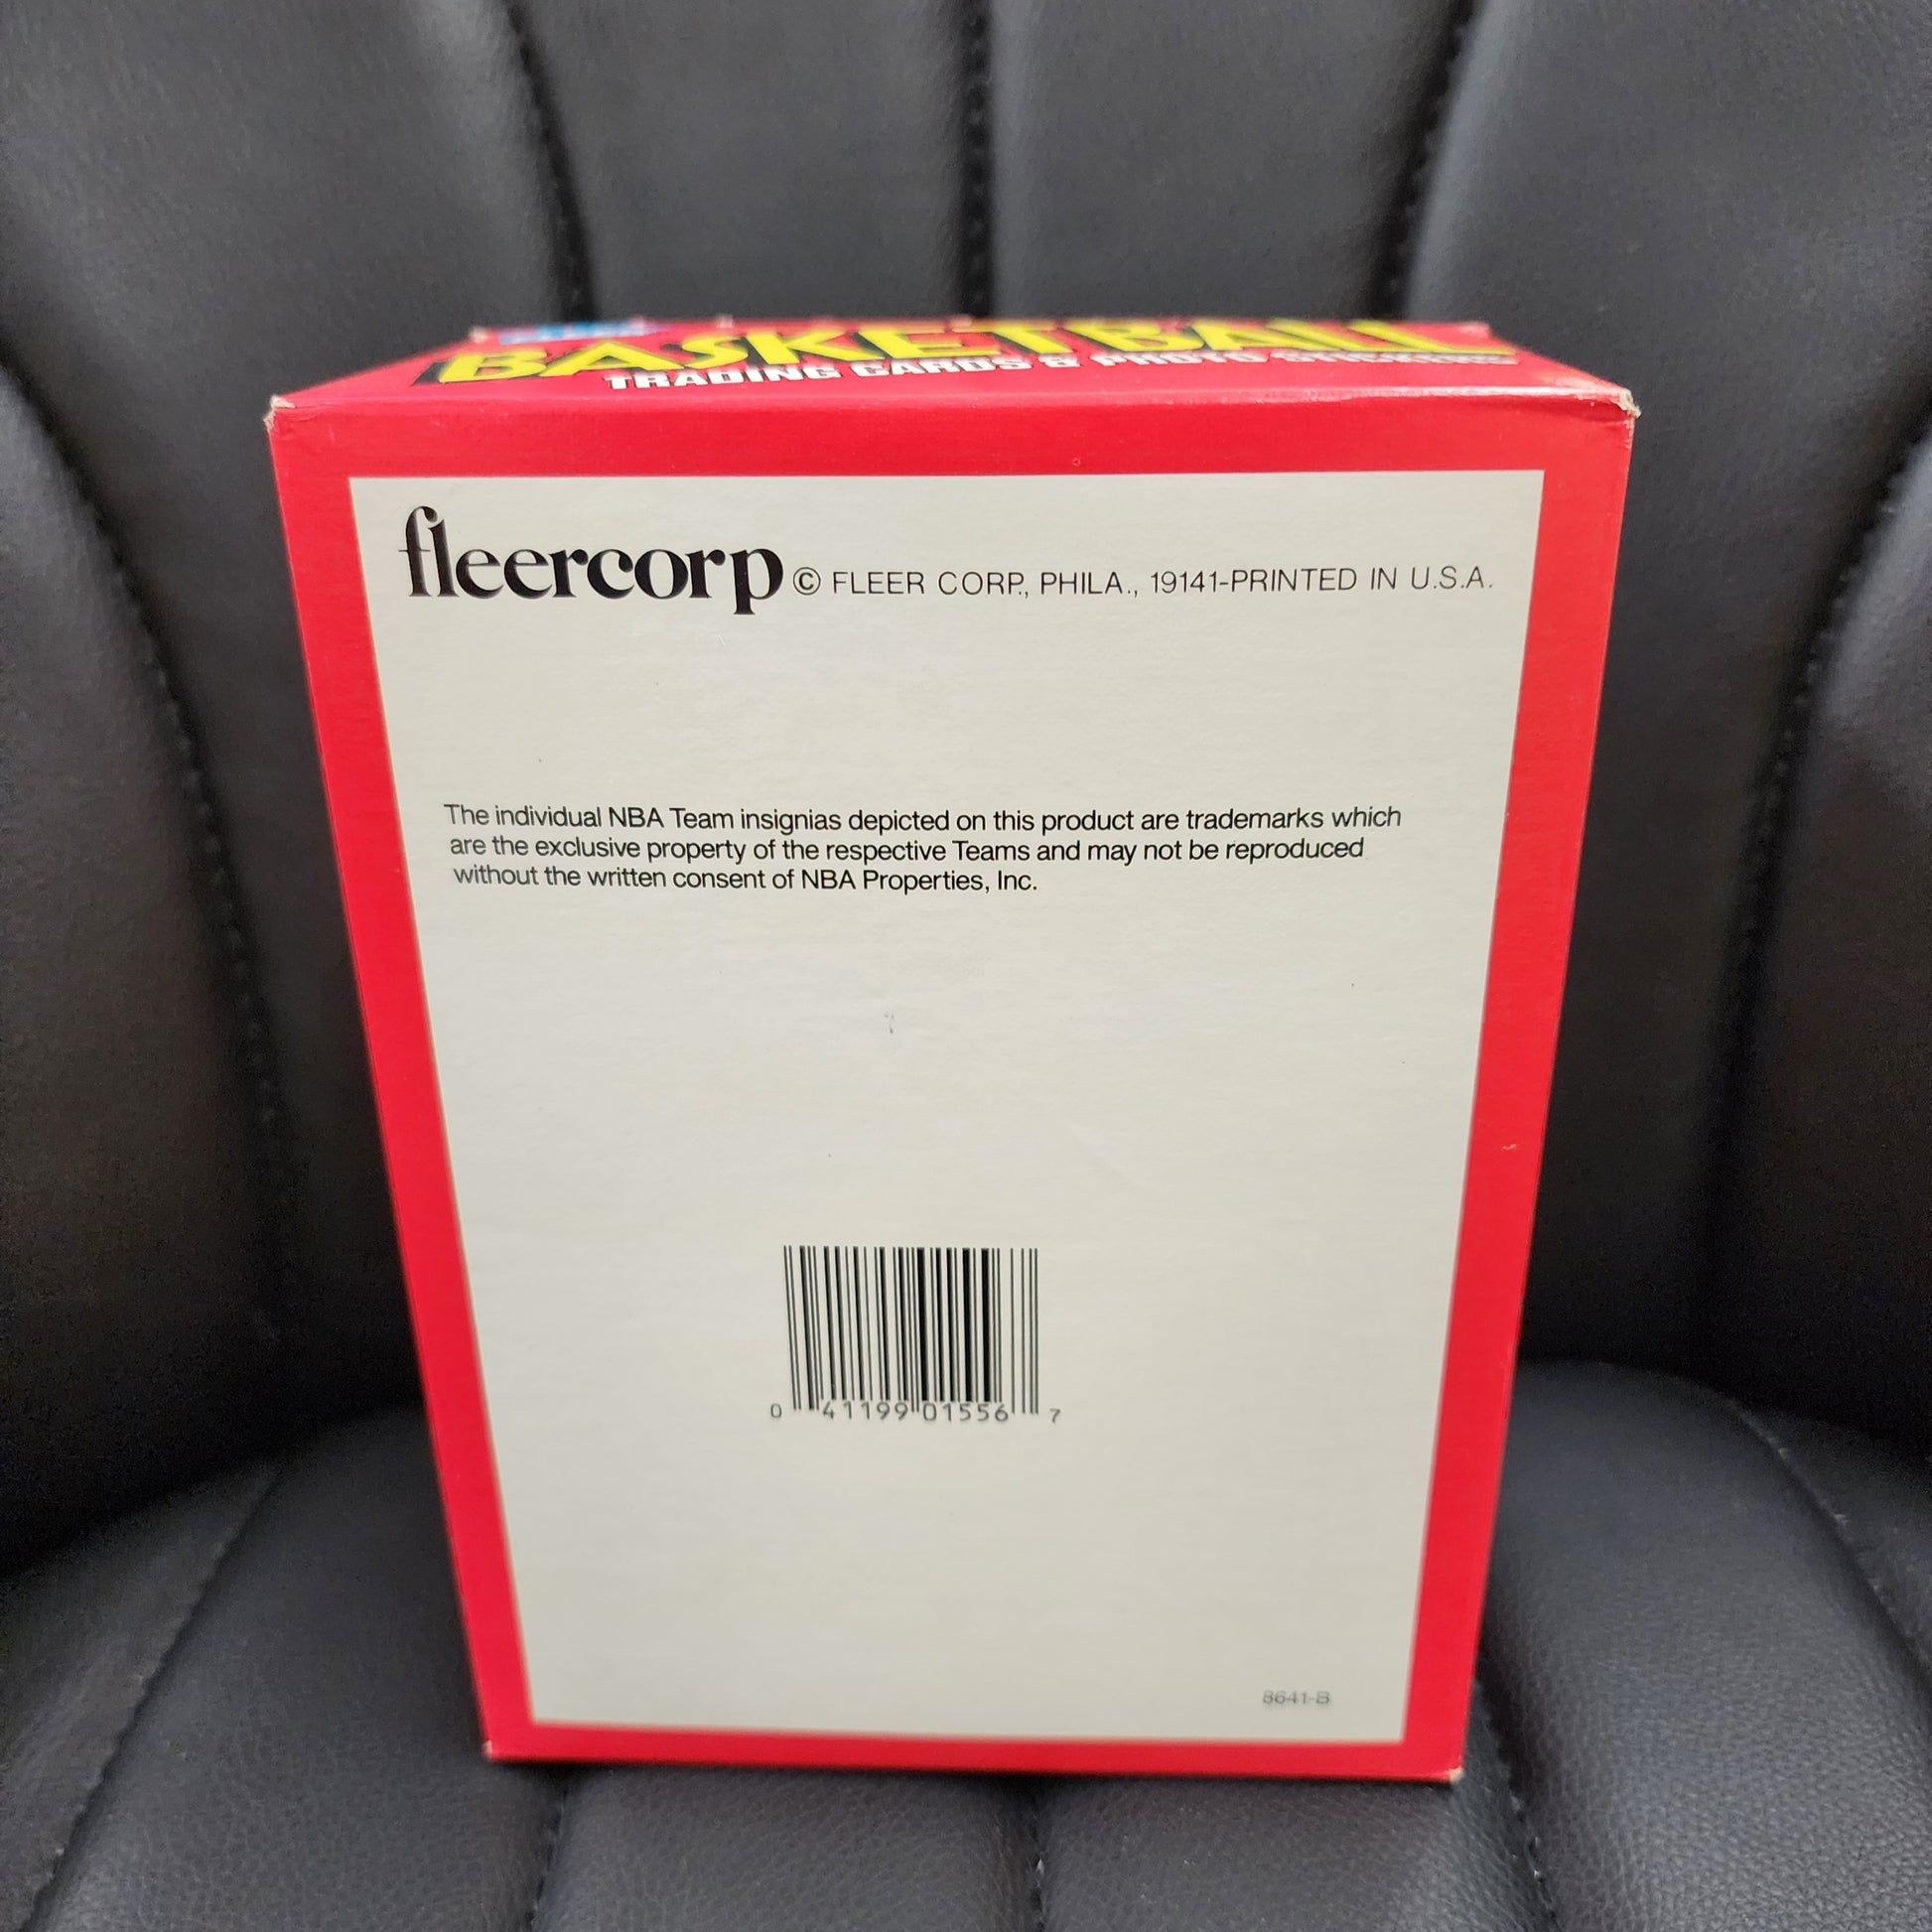 BASKETBALL
TRADING CARDS & PHOTO STICKERS
fleercorp © FLEER CORP., PHILA., 19141-PRINTED IN U.S.A.
The individual NBA Team insignias depicted on this product are trademarks which
are the exclusive property of the respective Teams and may not be reproduced
without the written consent of NBA Properties, Inc.
0 41199 01556 7
8641-B